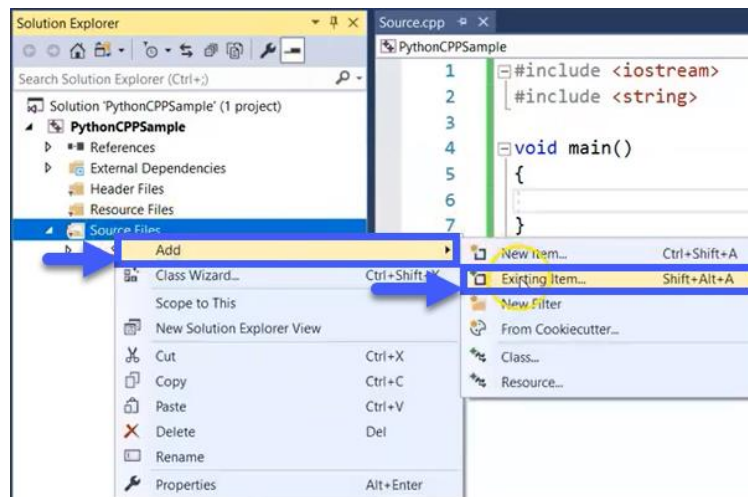 Solution Explorer
Search Solution Explorer (Ctrl+;)
Solution 'PythonCPPSample' (1 project)
PythonCPPSample
References
External Dependencies
Header Files
Resource Files
Source Files
Source.cpp
PythonCPPSample
1 #include <iostream>
2 #include <string>
3
4 void main()
5 {
6
7 }
Add
Class Wizard... Ctrl+Shift+X
Scope to This
New Solution Explorer View
Cut Ctrl+X
Copy Ctrl+C
Paste Ctrl+V
Delete Del
Rename
Properties Alt+Enter
New Item... Ctrl+Shift+A
Existing Item... Shift+Alt+A
New Filter
From Cookiecutter...
Class...
Resource...